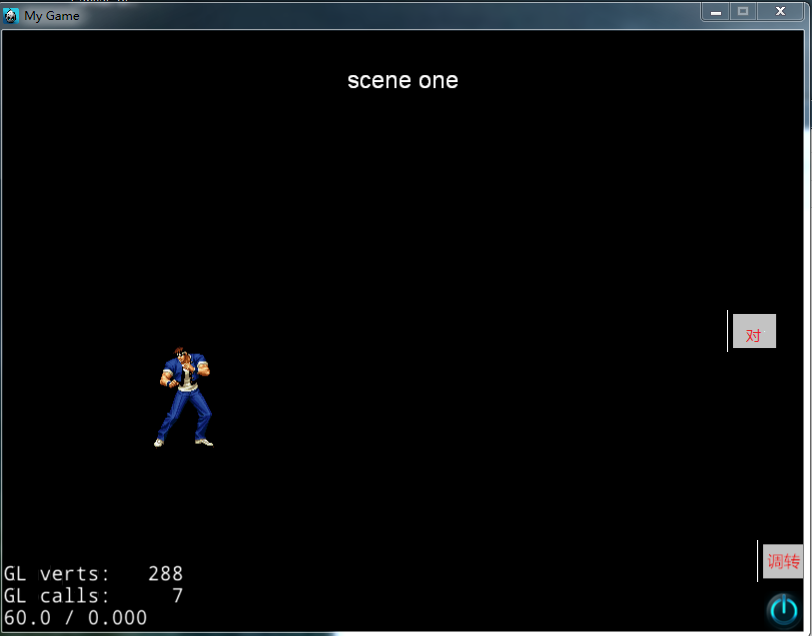 My Game
scene one
对
调转
GL verts: 288
GL calls: 7
60.0 / 0.000